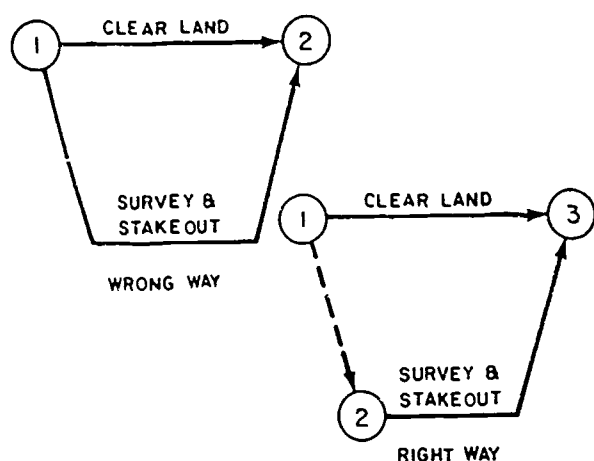 1
CLEAR LAND
2
SURVEY &
STAKEOUT
WRONG WAY
1
CLEAR LAND
3
2
SURVEY &
STAKEOUT
RIGHT WAY